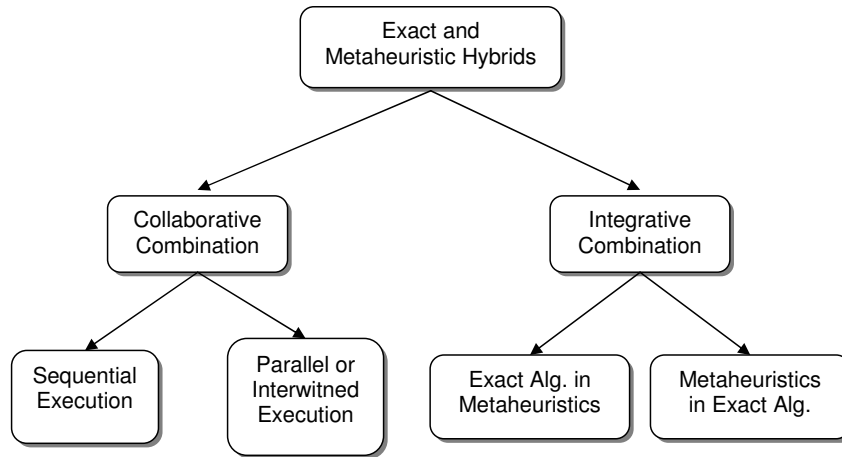 Exact and
Metaheuristic Hybrids
Collaborative
Combination
Integrative
Combination
Sequential
Execution
Parallel or
Interwitned
Execution
Exact Alg. in
Metaheuristics
Metaheuristics
in Exact Alg.